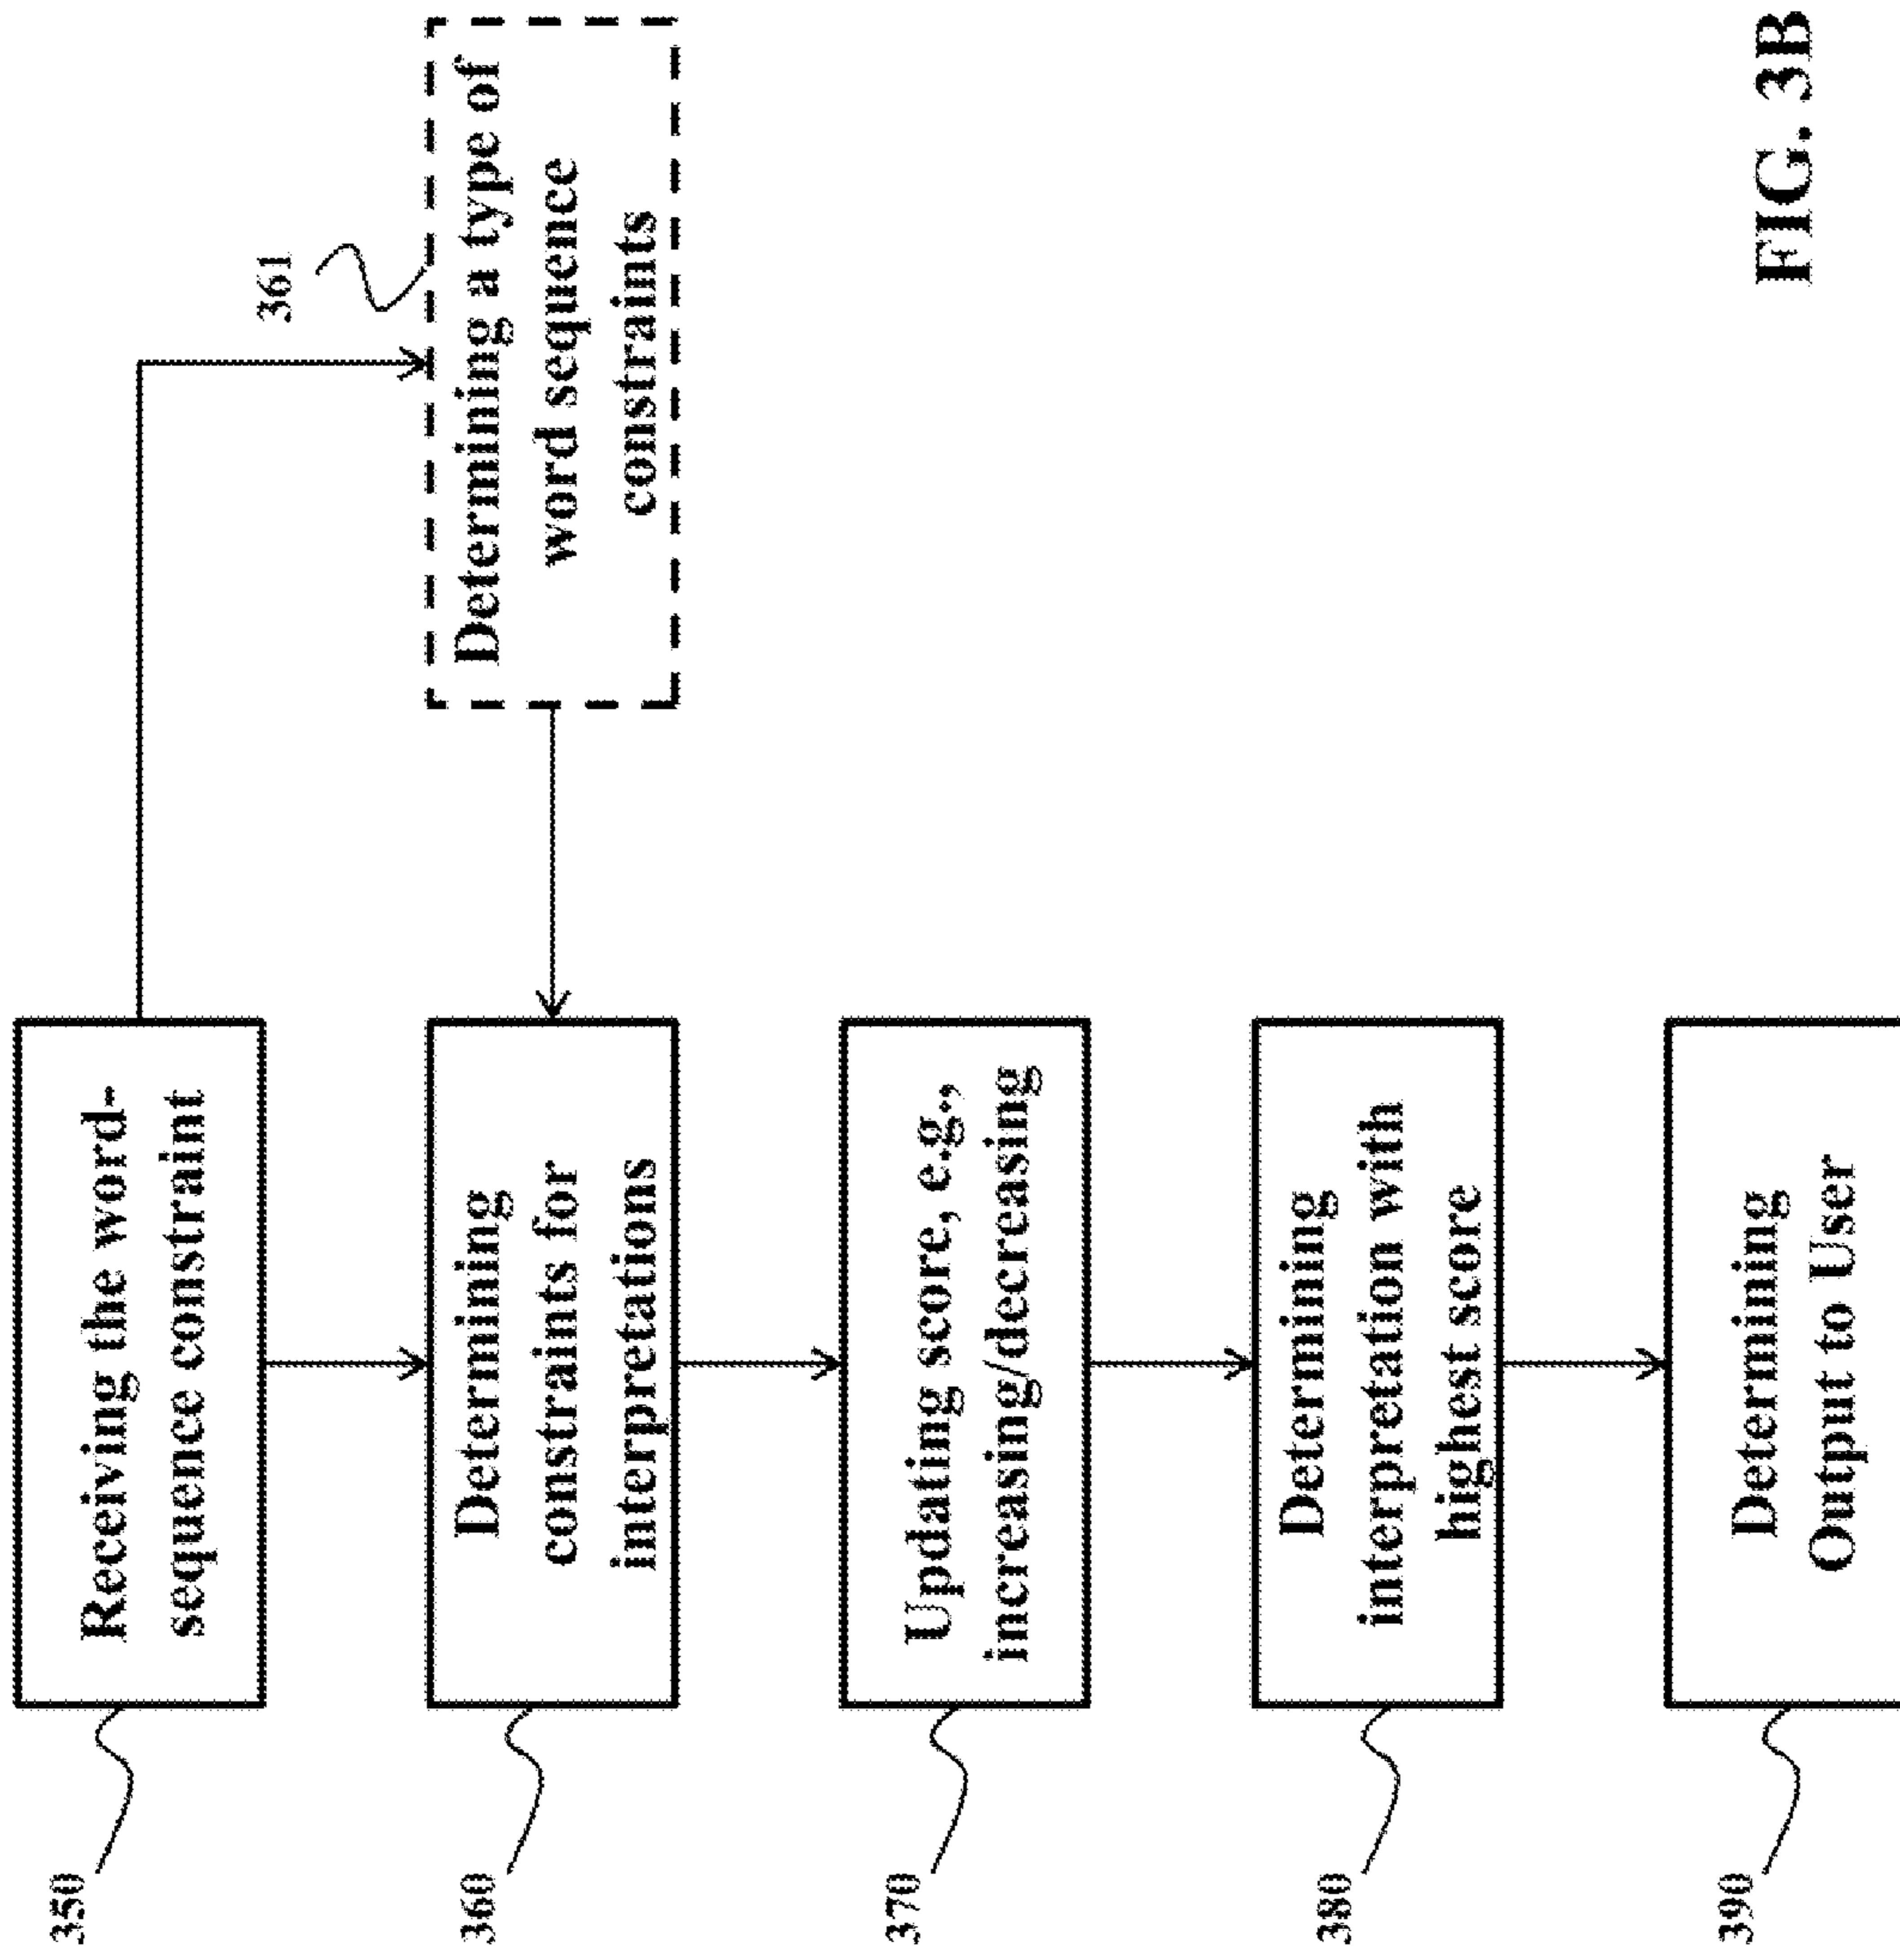 350
Receiving the word-
sequence constraint
361
Determining a type of
word sequence
constraints
360
Determining
constraints for
interpretations
370
Updating score, e.g.,
increasing/decreasing
380
Determining
interpretation with
highest score
390
Determining
Output to User
FIG. 3B